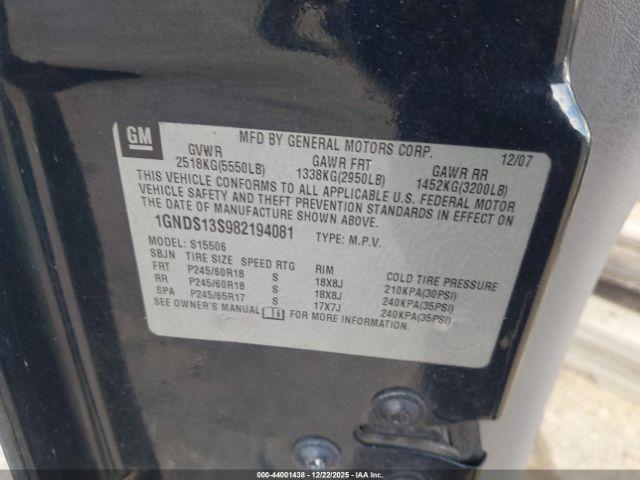 GM
MFD BY GENERAL MOTORS CORP. 12/07
GVWR GAWR FRT GAWR RR
2518KG(5550LB) 1338KG(2950LB) 1452KG(3200LB)
THIS VEHICLE CONFORMS TO ALL APPLICABLE U.S. FEDERAL MOTOR
VEHICLE SAFETY AND THEFT PREVENTION STANDARDS IN EFFECT ON
THE DATE OF MANUFACTURE SHOWN ABOVE.
1GNDS13S982194081 TYPE: M.P.V.
MODEL: S15506
SBJN TIRE SIZE SPEED RTG RIM COLD TIRE PRESSURE
FRT P245/60R18 S 18X8J 210KPA(30PSI)
RR P245/60R18 S 18X8J 240KPA(35PSI)
SPA P245/65R17 S 17X7J 240KPA(35PSI)
SEE OWNER'S MANUAL FOR MORE INFORMATION.
000-44001438 - 12/22/2025 - IAAI.COM